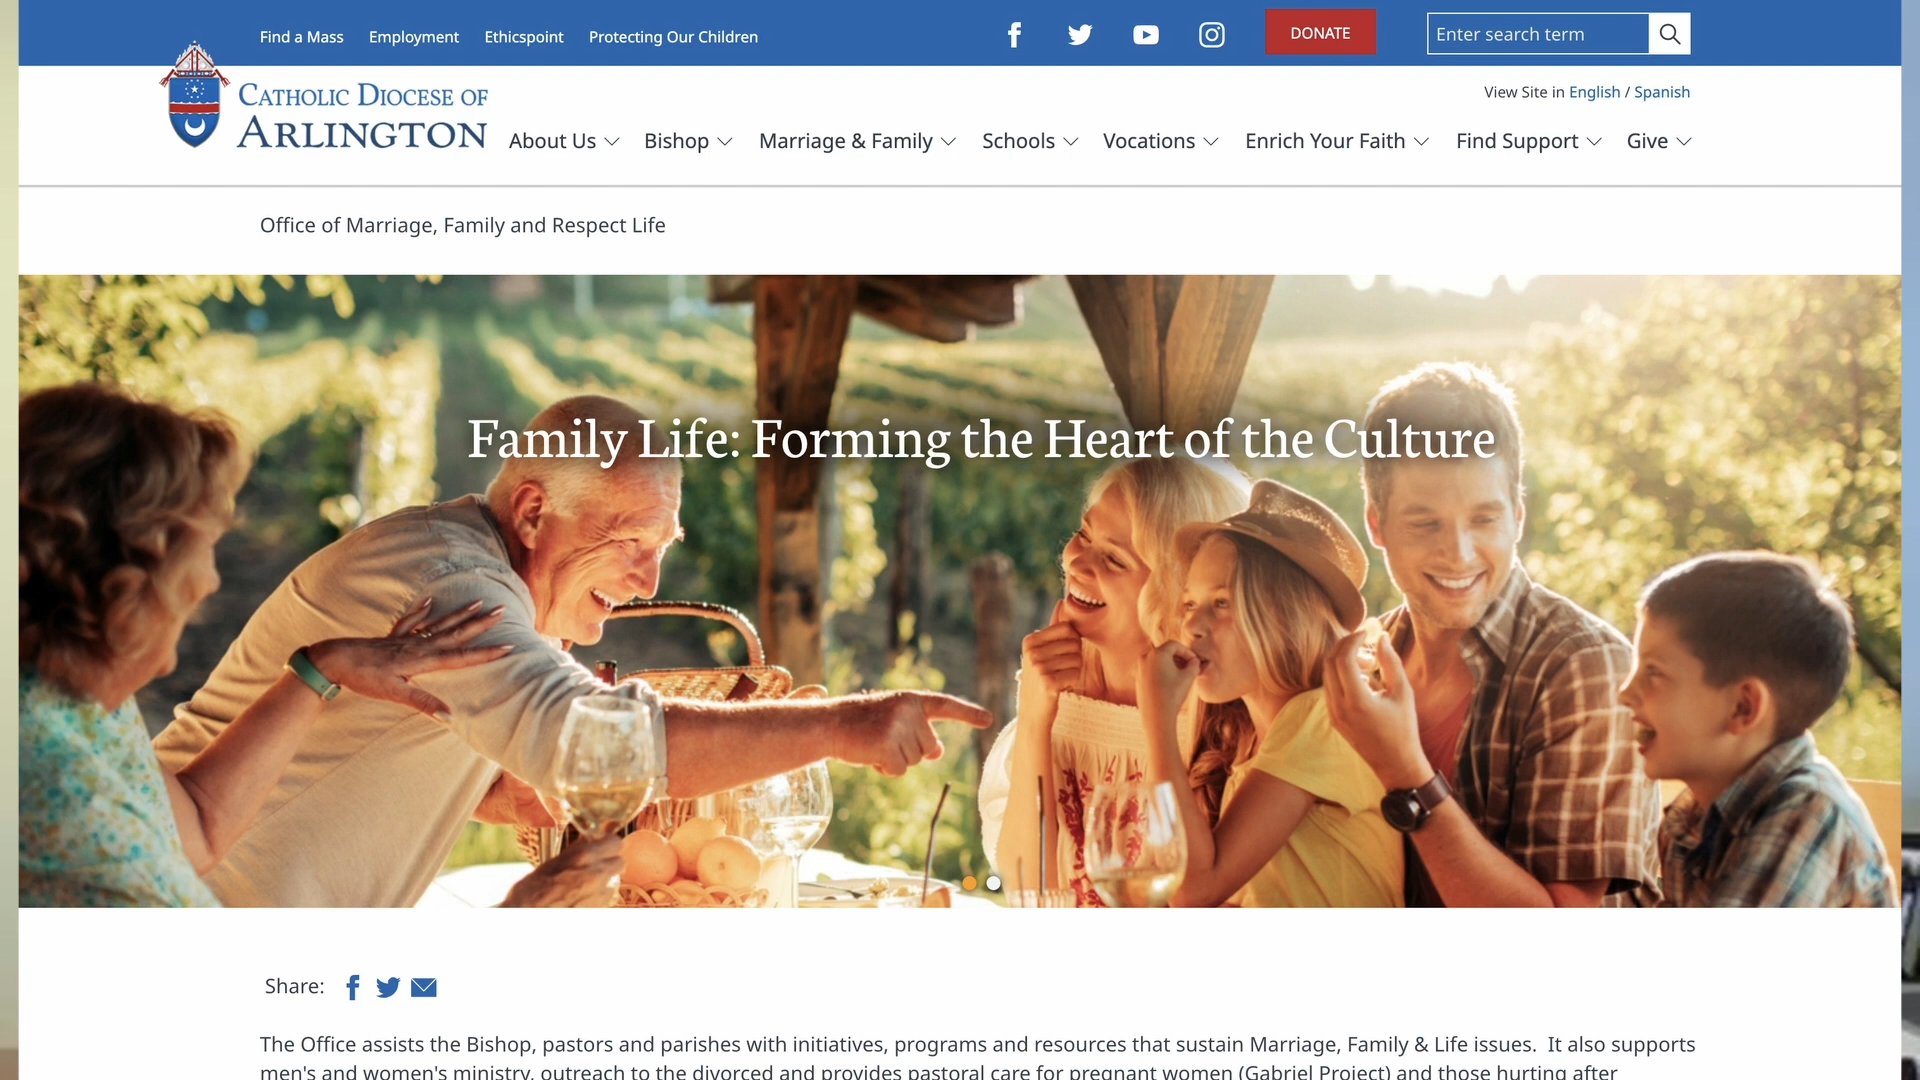 Find a Mass Employment Ethicspoint Protecting Our Children DONATE Enter search term
View Site in English / Spanish
CATHOLIC DIOCESE OF
ARLINGTON
About Us Bishop Marriage & Family Schools Vocations Enrich Your Faith Find Support Give
Office of Marriage, Family and Respect Life
Family Life: Forming the Heart of the Culture
Share:
The Office assists the Bishop, pastors and parishes with initiatives, programs and resources that sustain Marriage, Family & Life issues. It also supports
men's and women's ministry, outreach to the divorced and provides pastoral care for pregnant women (Gabriel Project) and those hurting after